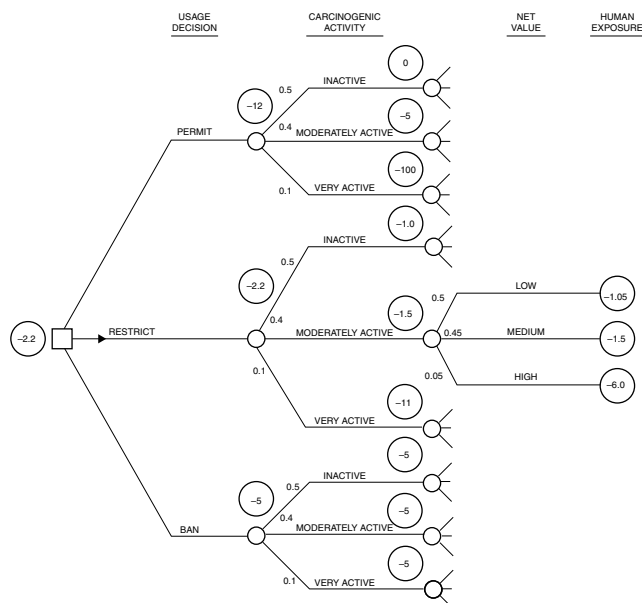 USAGE DECISION
CARCINOGENIC ACTIVITY
NET VALUE
HUMAN EXPOSURE
0
INACTIVE
0.5
–12
–5
0.4
MODERATELY ACTIVE
PERMIT
–100
0.1
VERY ACTIVE
–1.0
INACTIVE
0.5
–2.2
LOW
–1.05
–1.5
0.5
0.4
–2.2
RESTRICT
MODERATELY ACTIVE
0.45
MEDIUM
–1.5
0.1
0.05
HIGH
–6.0
–11
VERY ACTIVE
–5
INACTIVE
0.5
–5
–5
0.4
BAN
MODERATELY ACTIVE
–5
0.1
VERY ACTIVE